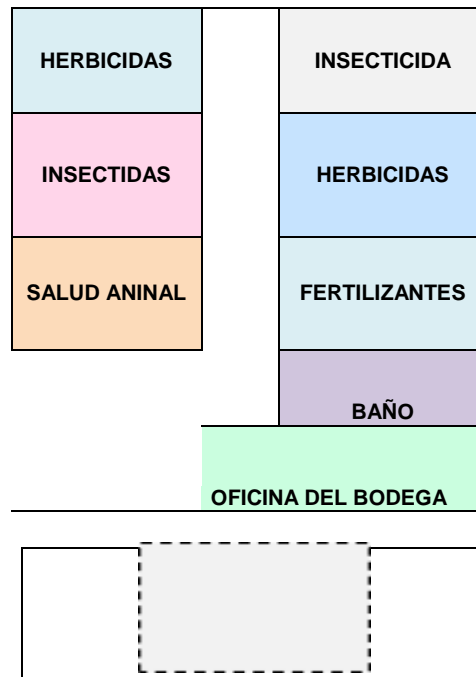 HERBICIDAS
INSECTICIDA
INSECTIDAS
HERBICIDAS
SALUD ANINAL
FERTILIZANTES
BAÑO
OFICINA DEL BODEGA